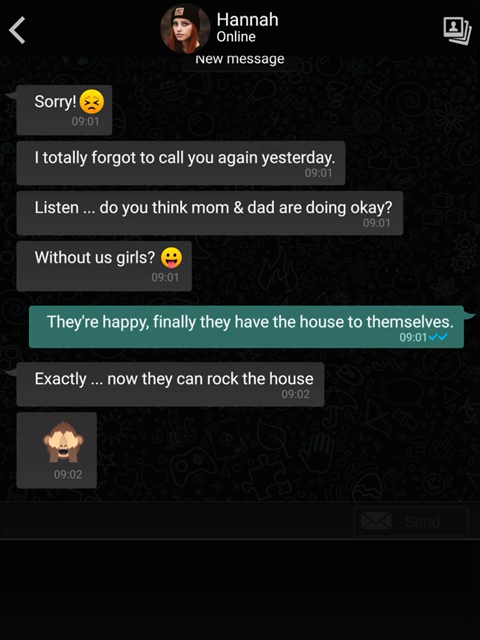 Hannah
Online
New message
Sorry!😣
09:01
I totally forgot to call you again yesterday.
09:01
Listen ... do you think mom & dad are doing okay?
09:01
Without us girls? 😛
09:01
They're happy, finally they have the house to themselves.
09:01
Exactly ... now they can rock the house
09:02
🙈
09:02
Send